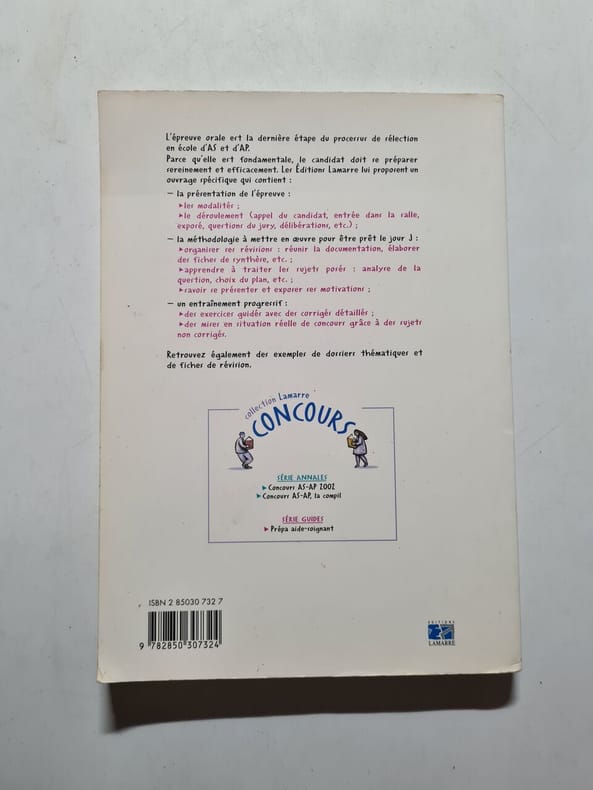 L'épreuve orale est la dernière étape du processus de sélection
en école d'AS et d'AP.
Parce qu'elle est fondamentale, le candidat doit se préparer
sereinement et efficacement. Les Éditions Lamarre lui proposent un
ouvrage spécifique qui contient :
– la présentation de l'épreuve :
▸les modalités ;
▸le déroulement (appel du candidat, entrée dans la salle,
exposé, questions du jury, délibérations, etc.) ;
– la méthodologie à mettre en œuvre pour être prêt le jour J :
▸organiser ses révisions : réunir la documentation, élaborer
des fiches de synthèse, etc. ;
▸apprendre à traiter les sujets posés : analyse de la
question, choix du plan, etc. ;
▸savoir se présenter et exposer ses motivations ;
– un entraînement progressif :
▸des exercices guidés avec des corrigés détaillés ;
▸des mises en situation réelle de concours grâce à des sujets
non corrigés.
Retrouvez également des exemples de dossiers thématiques et
de fiches de révision.
collection Lamarre
CONCOURS
SÉRIE ANNALES
▸ Concours AS-AP 2002
▸ Concours AS-AP, la compil
SÉRIE GUIDES
▸ Prépa aide-soignant
ISBN 2 85030 732 7
9 782850 307324
ÉDITIONS
LAMARRE